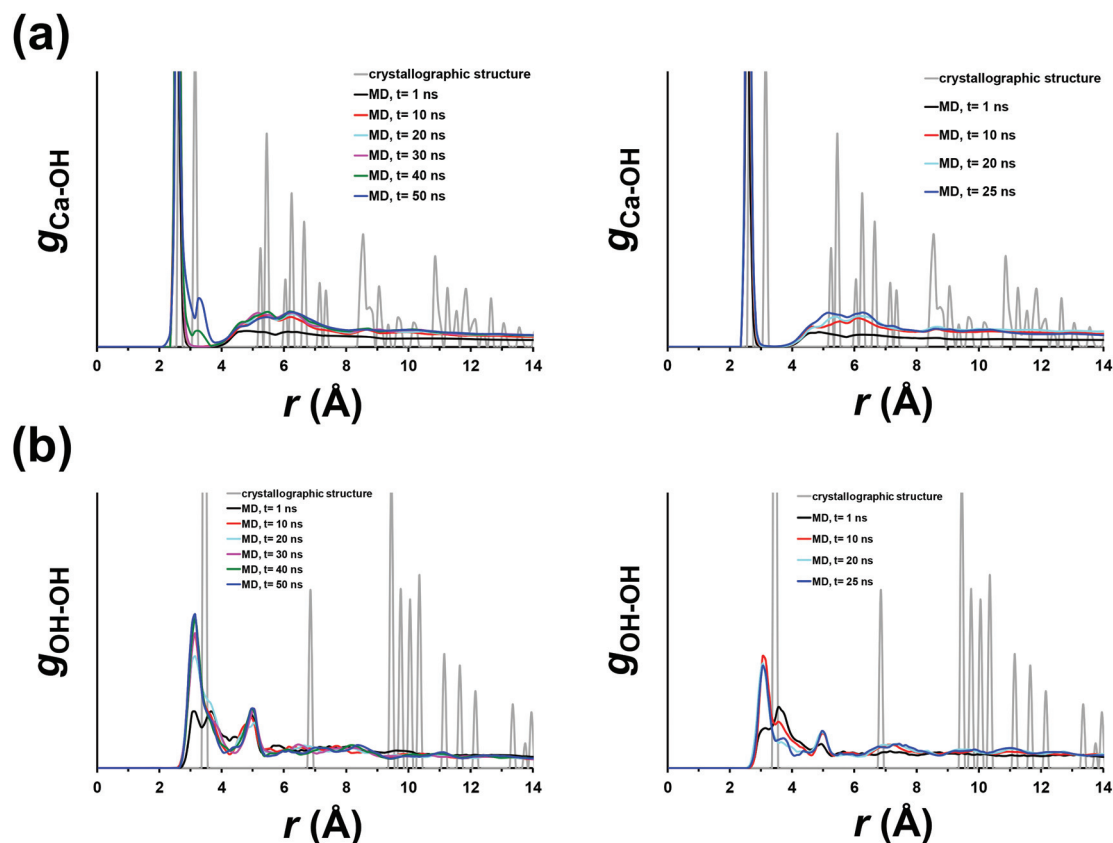 (a)
gCa-OH
crystallographic structure
MD, t= 1 ns
MD, t= 10 ns
MD, t= 20 ns
MD, t= 30 ns
MD, t= 40 ns
MD, t= 50 ns
0 2 4 6 8 10 12 14
r (Å)
gCa-OH
crystallographic structure
MD, t= 1 ns
MD, t= 10 ns
MD, t= 20 ns
MD, t= 25 ns
0 2 4 6 8 10 12 14
r (Å)
(b)
gOH-OH
crystallographic structure
MD, t= 1 ns
MD, t= 10 ns
MD, t= 20 ns
MD, t= 30 ns
MD, t= 40 ns
MD, t= 50 ns
0 2 4 6 8 10 12 14
r (Å)
gOH-OH
crystallographic structure
MD, t= 1 ns
MD, t= 10 ns
MD, t= 20 ns
MD, t= 25 ns
0 2 4 6 8 10 12 14
r (Å)